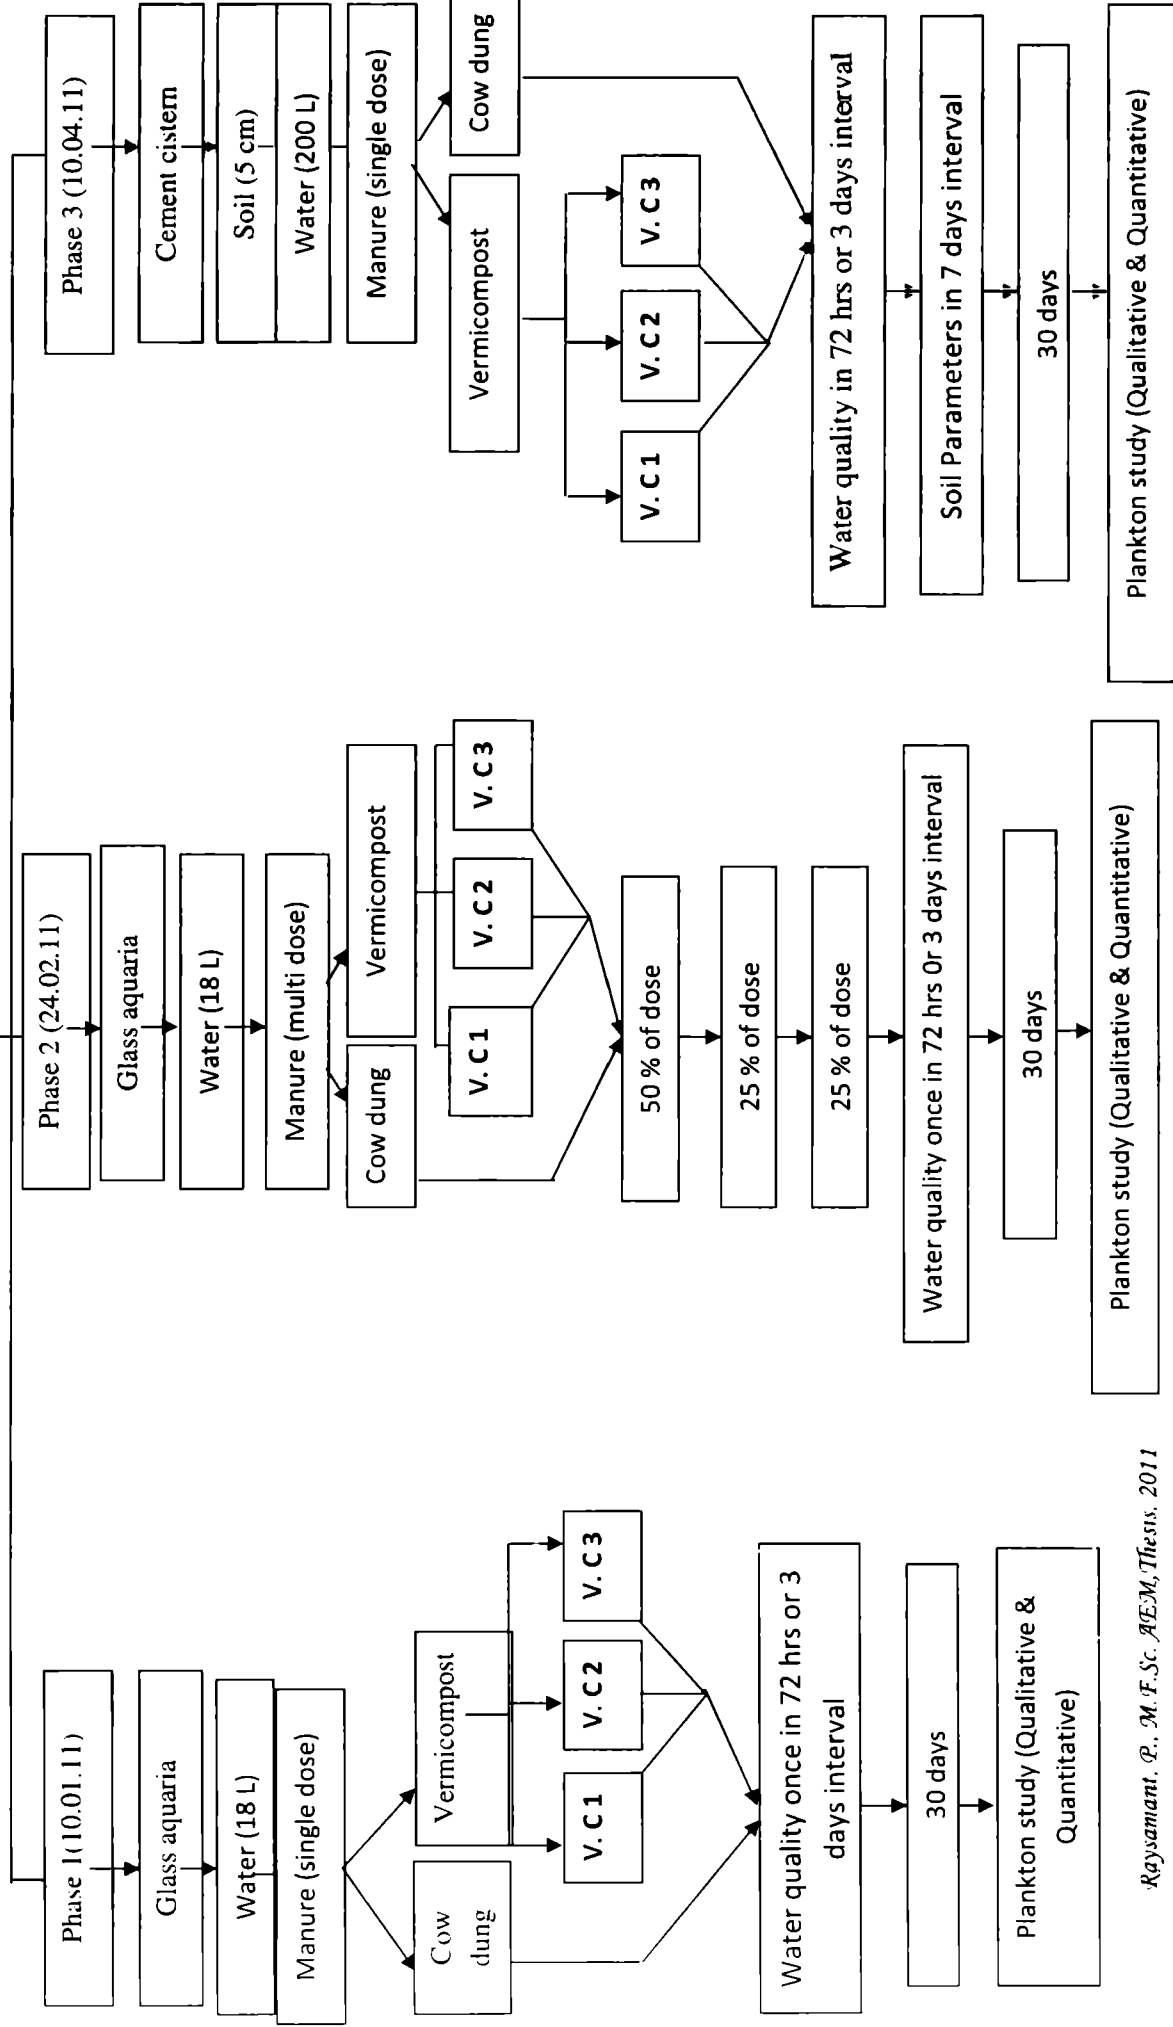 Phase 1(10.01.11)
Glass aquaria
Water (18 L)
Manure (single dose)
Cow
dung
Vermicompost
V. C 1
V. C 2
V. C 3
Water quality once in 72 hrs or 3
days interval
30 days
Plankton study (Qualitative &
Quantitative)
Phase 2 (24.02.11)
Glass aquaria
Water (18 L)
Manure (multi dose)
Cow dung
Vermicompost
V. C 1
V. C 2
V. C 3
50 % of dose
25 % of dose
25 % of dose
Water quality once in 72 hrs Or 3 days interval
30 days
Plankton study (Qualitative & Quantitative)
Phase 3 (10.04.11)
Cement cistern
Soil (5 cm)
Water (200 L)
Manure (single dose)
Vermicompost
Cow dung
V. C 1
V. C 2
V. C 3
Water quality in 72 hrs or 3 days interval
Soil Parameters in 7 days interval
30 days
Plankton study (Qualitative & Quantitative)
Raysamant. P., M.F.Sc. AEM, Thesis. 2011